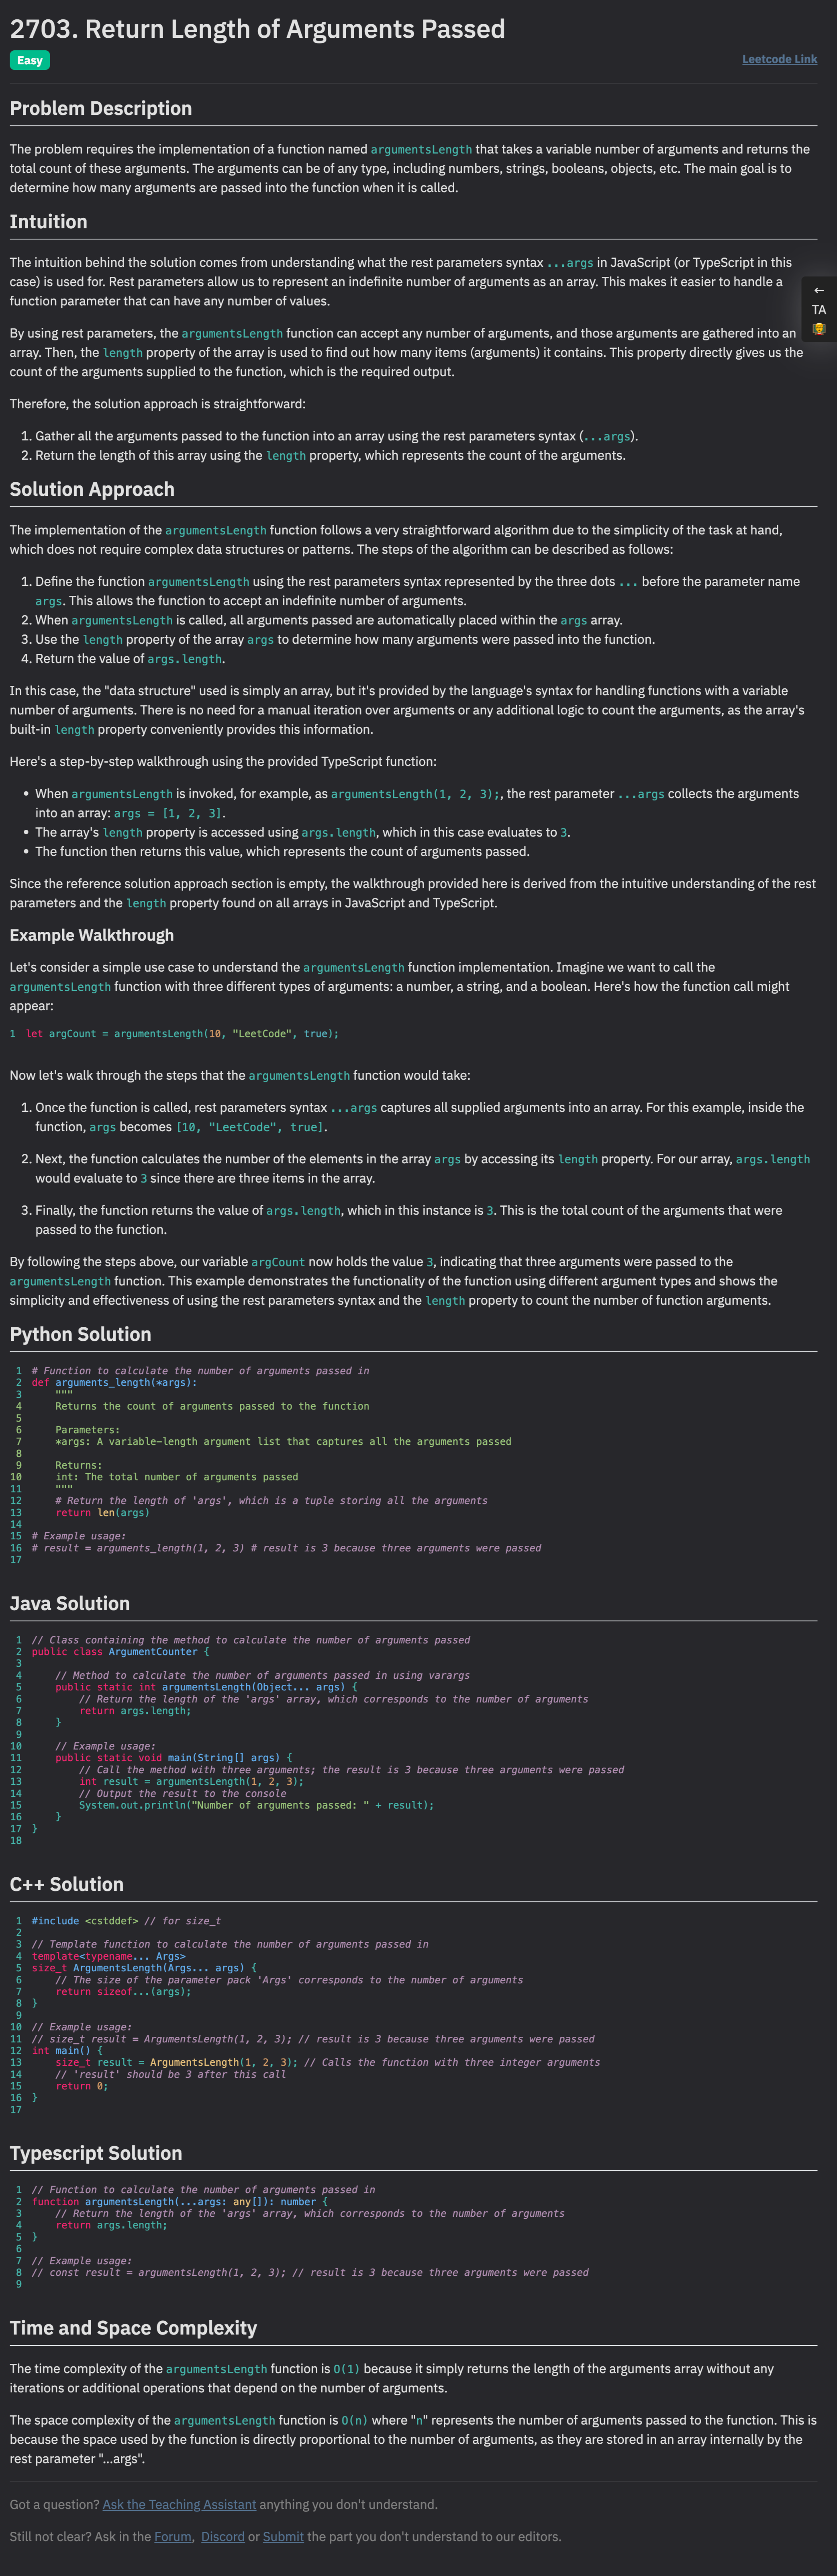 2703. Return Length of Arguments Passed
Easy
Leetcode Link
Problem Description
The problem requires the implementation of a function named argumentsLength that takes a variable number of arguments and returns the
total count of these arguments. The arguments can be of any type, including numbers, strings, booleans, objects, etc. The main goal is to
determine how many arguments are passed into the function when it is called.
Intuition
The intuition behind the solution comes from understanding what the rest parameters syntax ...args in JavaScript (or TypeScript in this
case) is used for. Rest parameters allow us to represent an indefinite number of arguments as an array. This makes it easier to handle a
function parameter that can have any number of values.
←
TA
By using rest parameters, the argumentsLength function can accept any number of arguments, and those arguments are gathered into an
array. Then, the length property of the array is used to find out how many items (arguments) it contains. This property directly gives us the
count of the arguments supplied to the function, which is the required output.
Therefore, the solution approach is straightforward:
1. Gather all the arguments passed to the function into an array using the rest parameters syntax (...args).
2. Return the length of this array using the length property, which represents the count of the arguments.
Solution Approach
The implementation of the argumentsLength function follows a very straightforward algorithm due to the simplicity of the task at hand,
which does not require complex data structures or patterns. The steps of the algorithm can be described as follows:
1. Define the function argumentsLength using the rest parameters syntax represented by the three dots ... before the parameter name
args. This allows the function to accept an indefinite number of arguments.
2. When argumentsLength is called, all arguments passed are automatically placed within the args array.
3. Use the length property of the array args to determine how many arguments were passed into the function.
4. Return the value of args.length.
In this case, the "data structure" used is simply an array, but it's provided by the language's syntax for handling functions with a variable
number of arguments. There is no need for a manual iteration over arguments or any additional logic to count the arguments, as the array's
built-in length property conveniently provides this information.
Here's a step-by-step walkthrough using the provided TypeScript function:
• When argumentsLength is invoked, for example, as argumentsLength(1, 2, 3);, the rest parameter ...args collects the arguments
into an array: args = [1, 2, 3].
• The array's length property is accessed using args.length, which in this case evaluates to 3.
• The function then returns this value, which represents the count of arguments passed.
Since the reference solution approach section is empty, the walkthrough provided here is derived from the intuitive understanding of the rest
parameters and the length property found on all arrays in JavaScript and TypeScript.
Example Walkthrough
Let's consider a simple use case to understand the argumentsLength function implementation. Imagine we want to call the
argumentsLength function with three different types of arguments: a number, a string, and a boolean. Here's how the function call might
appear:
1 let argCount = argumentsLength(10, "LeetCode", true);
Now let's walk through the steps that the argumentsLength function would take:
1. Once the function is called, rest parameters syntax ...args captures all supplied arguments into an array. For this example, inside the
function, args becomes [10, "LeetCode", true].
2. Next, the function calculates the number of the elements in the array args by accessing its length property. For our array, args.length
would evaluate to 3 since there are three items in the array.
3. Finally, the function returns the value of args.length, which in this instance is 3. This is the total count of the arguments that were
passed to the function.
By following the steps above, our variable argCount now holds the value 3, indicating that three arguments were passed to the
argumentsLength function. This example demonstrates the functionality of the function using different argument types and shows the
simplicity and effectiveness of using the rest parameters syntax and the length property to count the number of function arguments.
Python Solution
1 # Function to calculate the number of arguments passed in
2 def arguments_length(*args):
3     """
4     Returns the count of arguments passed to the function
5
6     Parameters:
7     *args: A variable-length argument list that captures all the arguments passed
8
9     Returns:
10     int: The total number of arguments passed
11     """
12     # Return the length of 'args', which is a tuple storing all the arguments
13     return len(args)
14
15 # Example usage:
16 # result = arguments_length(1, 2, 3) # result is 3 because three arguments were passed
17
Java Solution
1 // Class containing the method to calculate the number of arguments passed
2 public class ArgumentCounter {
3
4     // Method to calculate the number of arguments passed in using varargs
5     public static int argumentsLength(Object... args) {
6         // Return the length of the 'args' array, which corresponds to the number of arguments
7         return args.length;
8     }
9
10     // Example usage:
11     public static void main(String[] args) {
12         // Call the method with three arguments; the result is 3 because three arguments were passed
13         int result = argumentsLength(1, 2, 3);
14         // Output the result to the console
15         System.out.println("Number of arguments passed: " + result);
16     }
17 }
18
C++ Solution
1 #include <cstddef> // for size_t
2
3 // Template function to calculate the number of arguments passed in
4 template<typename... Args>
5 size_t ArgumentsLength(Args... args) {
6     // The size of the parameter pack 'Args' corresponds to the number of arguments
7     return sizeof...(args);
8 }
9
10 // Example usage:
11 // size_t result = ArgumentsLength(1, 2, 3); // result is 3 because three arguments were passed
12 int main() {
13     size_t result = ArgumentsLength(1, 2, 3); // Calls the function with three integer arguments
14     // 'result' should be 3 after this call
15     return 0;
16 }
17
Typescript Solution
1 // Function to calculate the number of arguments passed in
2 function argumentsLength(...args: any[]): number {
3     // Return the length of the 'args' array, which corresponds to the number of arguments
4     return args.length;
5 }
6
7 // Example usage:
8 // const result = argumentsLength(1, 2, 3); // result is 3 because three arguments were passed
9
Time and Space Complexity
The time complexity of the argumentsLength function is O(1) because it simply returns the length of the arguments array without any
iterations or additional operations that depend on the number of arguments.
The space complexity of the argumentsLength function is O(n) where "n" represents the number of arguments passed to the function. This is
because the space used by the function is directly proportional to the number of arguments, as they are stored in an array internally by the
rest parameter "...args".
Got a question? Ask the Teaching Assistant anything you don't understand.
Still not clear? Ask in the Forum, Discord or Submit the part you don't understand to our editors.